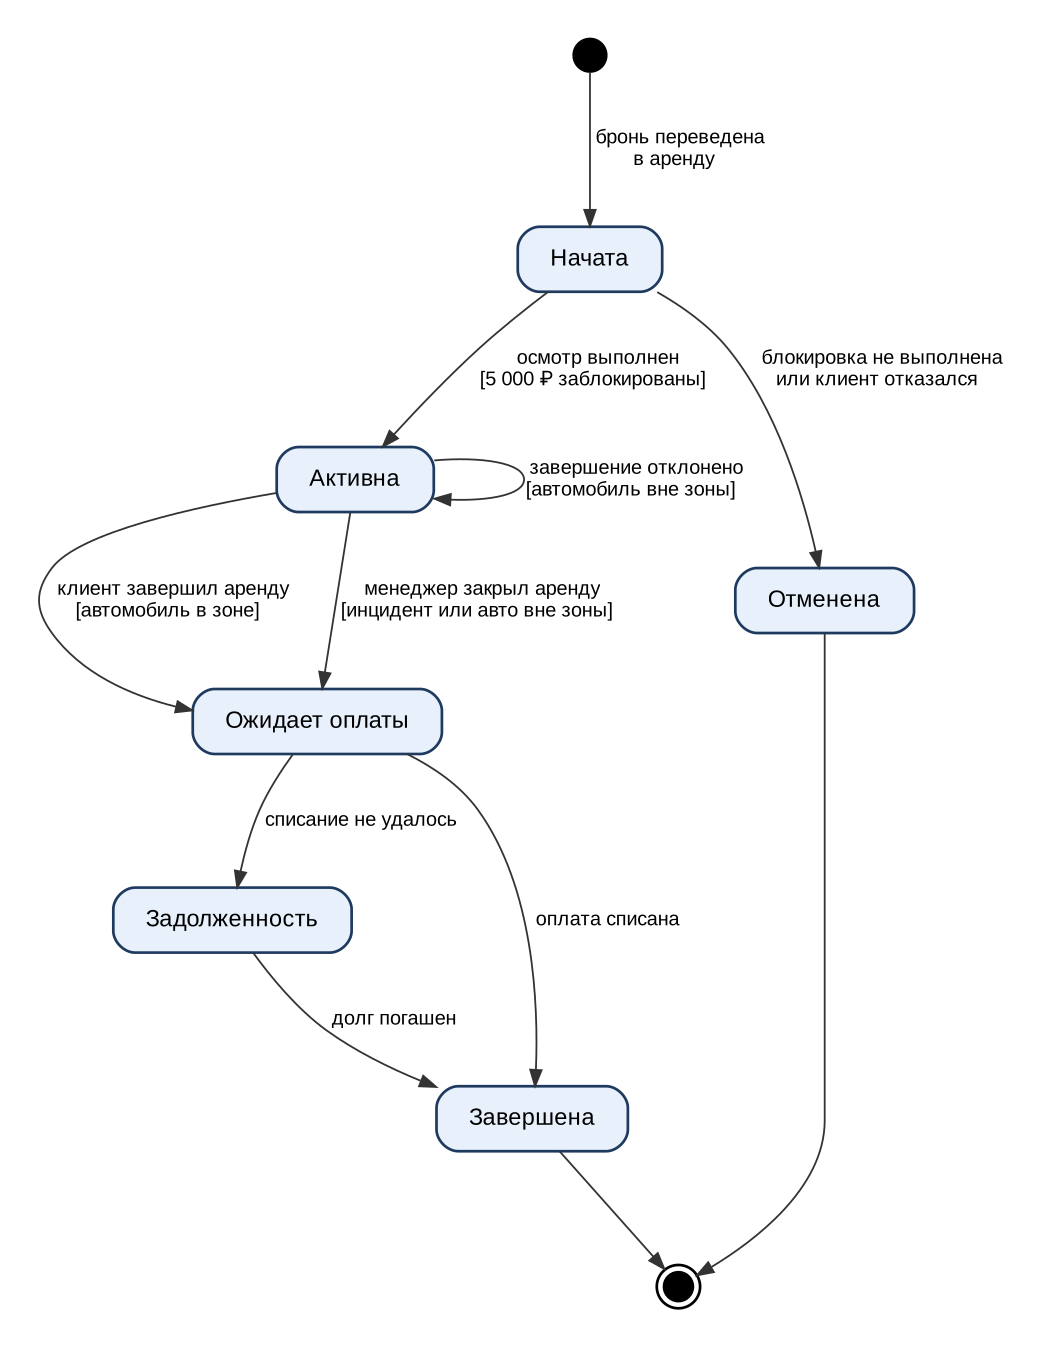 бронь переведена
в аренду
Начата
осмотр выполнен
[5 000 ₽ заблокированы]
блокировка не выполнена
или клиент отказался
Активна
завершение отклонено
[автомобиль вне зоны]
клиент завершил аренду
[автомобиль в зоне]
менеджер закрыл аренду
[инцидент или авто вне зоны]
Отменена
Ожидает оплаты
списание не удалось
Задолженность
оплата списана
долг погашен
Завершена